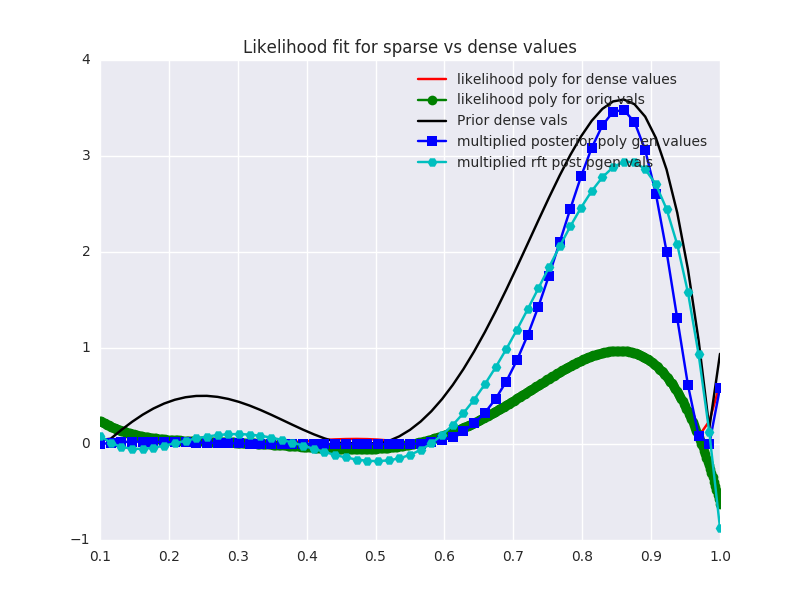 Likelihood fit for sparse vs dense values
likelihood poly for dense values
likelihood poly for orig vals
Prior dense vals
multiplied posterior poly gen values
multiplied rft post pgen vals
4
3
2
1
0
−1
0.1 0.2 0.3 0.4 0.5 0.6 0.7 0.8 0.9 1.0